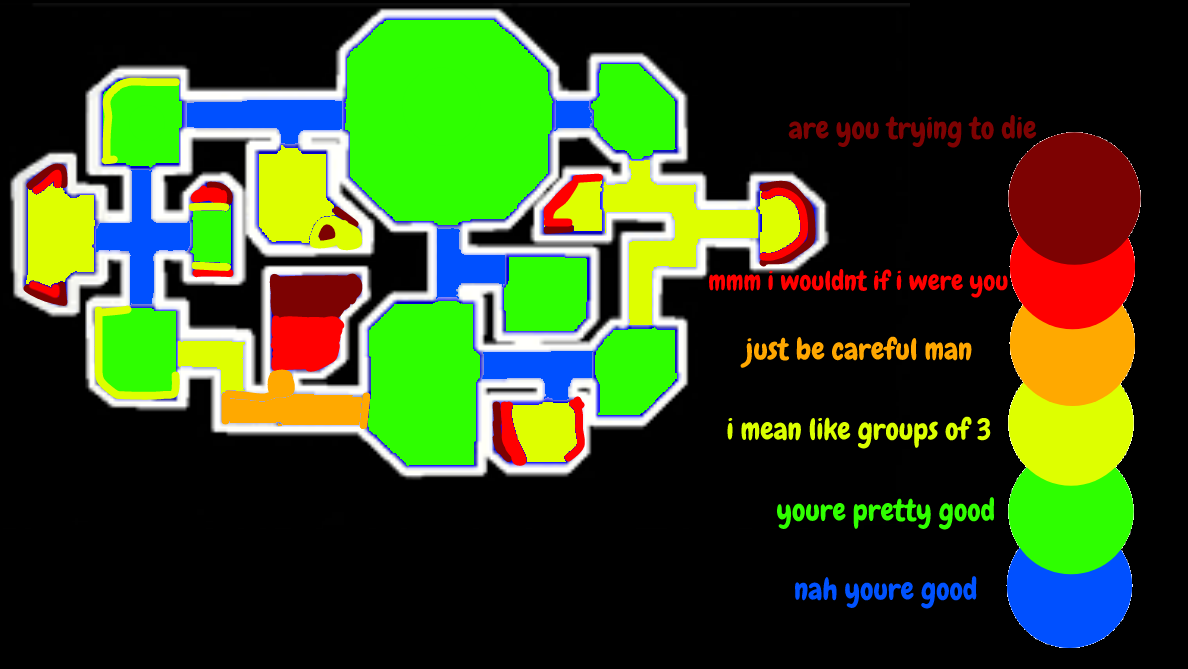 are you trying to die
mmm i wouldnt if i were you
just be careful man
i mean like groups of 3
youre pretty good
nah youre good